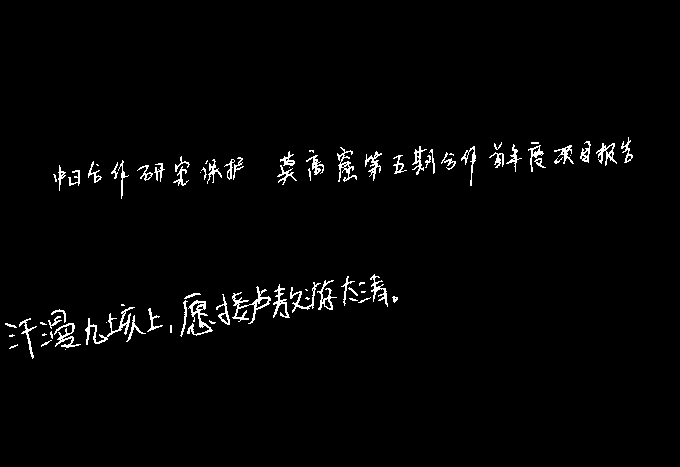 中日合作研究保护 莫高窟第五期合作首年度项目报告
汗漫九垓上,愿接卢敖游太清。